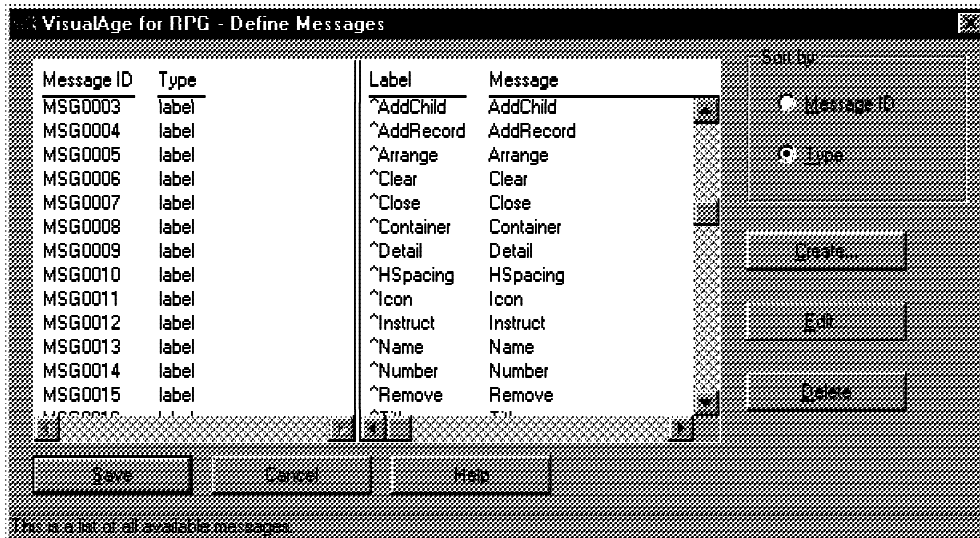 VisualAge for RPG - Define Messages
Sort by
Message ID Type Label Message
MSG0003 label ^AddChild AddChild
Message ID
MSG0004 label ^AddRecord AddRecord
MSG0005 label ^Arrange Arrange
Type
MSG0006 label ^Clear Clear
MSG0007 label ^Close Close
MSG0008 label ^Container Container
MSG0009 label ^Detail Detail
Create...
MSG0010 label ^HSpacing HSpacing
MSG0011 label ^Icon Icon
MSG0012 label ^Instruct Instruct
Edit
MSG0013 label ^Name Name
MSG0014 label ^Number Number
MSG0015 label ^Remove Remove
Delete
Save Cancel Help
This is a list of all available messages.